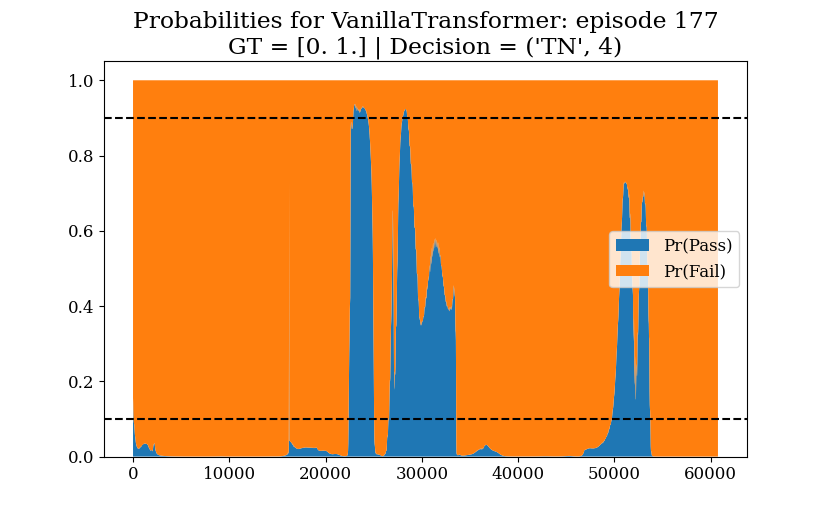 Probabilities for VanillaTransformer: episode 177
GT = [0. 1.] | Decision = ('TN', 4)
1.0
0.8
0.6
0.4
0.2
0.0
Pr(Pass)
Pr(Fail)
0 10000 20000 30000 40000 50000 60000